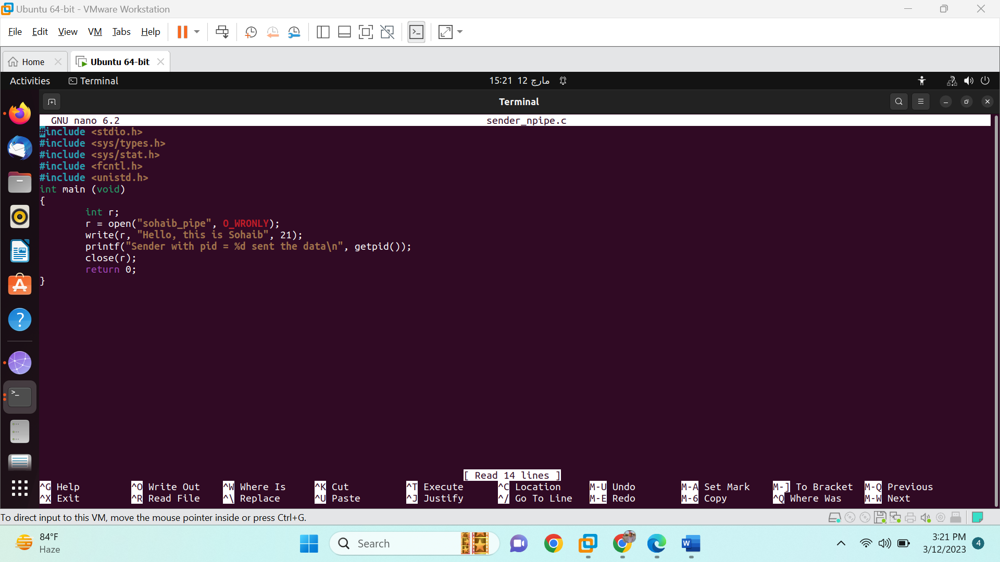 Ubuntu 64-bit - VMware Workstation
File Edit View VM Tabs Help
Home
Ubuntu 64-bit
Activities Terminal 15:21 12 مارچ
Terminal
GNU nano 6.2 sender_npipe.c
#include <stdio.h>
#include <sys/types.h>
#include <sys/stat.h>
#include <fcntl.h>
#include <unistd.h>
int main (void)
{
int r;
r = open("sohaib_pipe", O_WRONLY);
write(r, "Hello, this is Sohaib", 21);
printf("Sender with pid = %d sent the data\n", getpid());
close(r);
return 0;
}
[ Read 14 lines ]
^G Help ^O Write Out ^W Where Is ^K Cut ^T Execute ^C Location M-U Undo M-A Set Mark M-] To Bracket M-Q Previous
^X Exit ^R Read File ^\ Replace ^U Paste ^J Justify ^/ Go To Line M-E Redo M-6 Copy ^Q Where Was M-W Next
To direct input to this VM, move the mouse pointer inside or press Ctrl+G.
84°F
Haze
Search
3:21 PM
3/12/2023
4